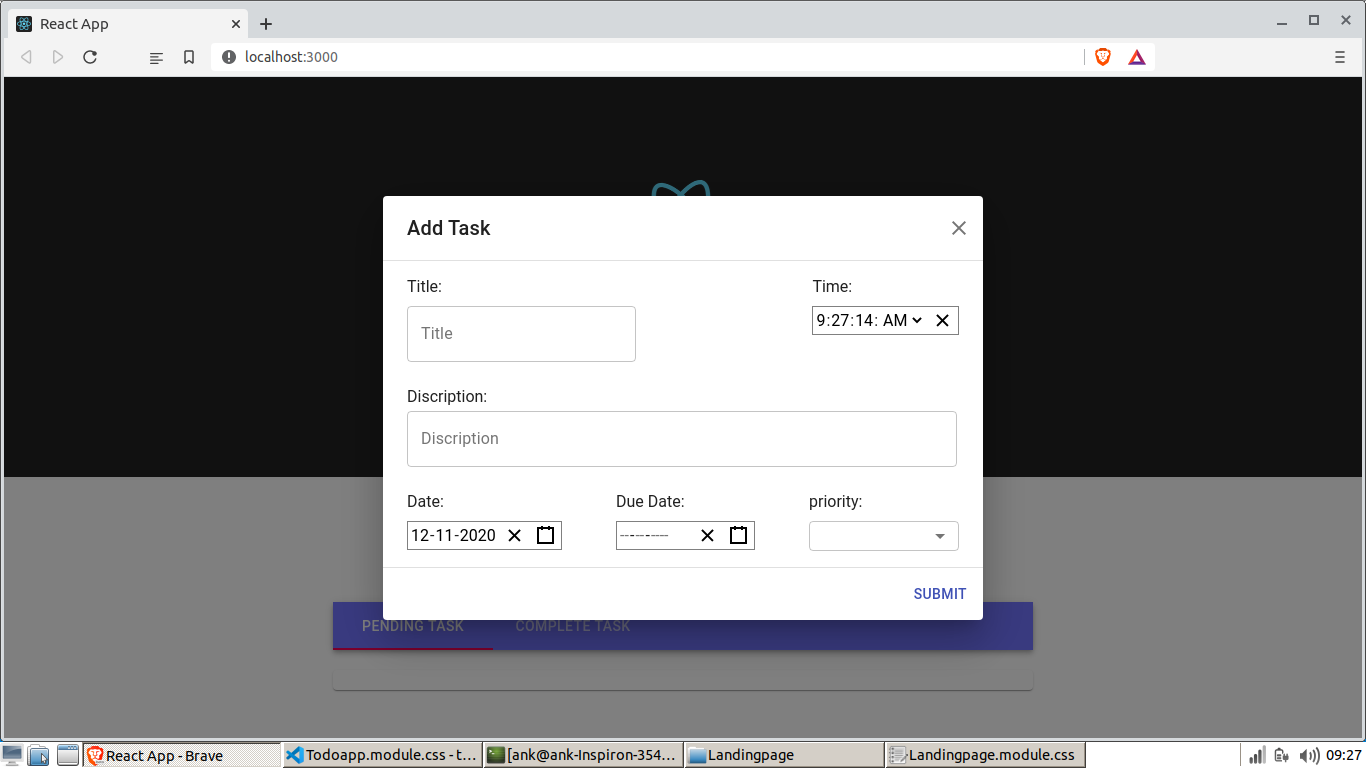 React App
localhost:3000
Add Task
Title:
Time:
Title
9:27:14: AM
Discription:
Discription
Date:
Due Date:
priority:
12-11-2020
-----------
SUBMIT
PENDING TASK
COMPLETE TASK
React App - Brave
Todoapp.module.css - t...
[ank@ank-Inspiron-354...
Landingpage
Landingpage.module.css
09:27